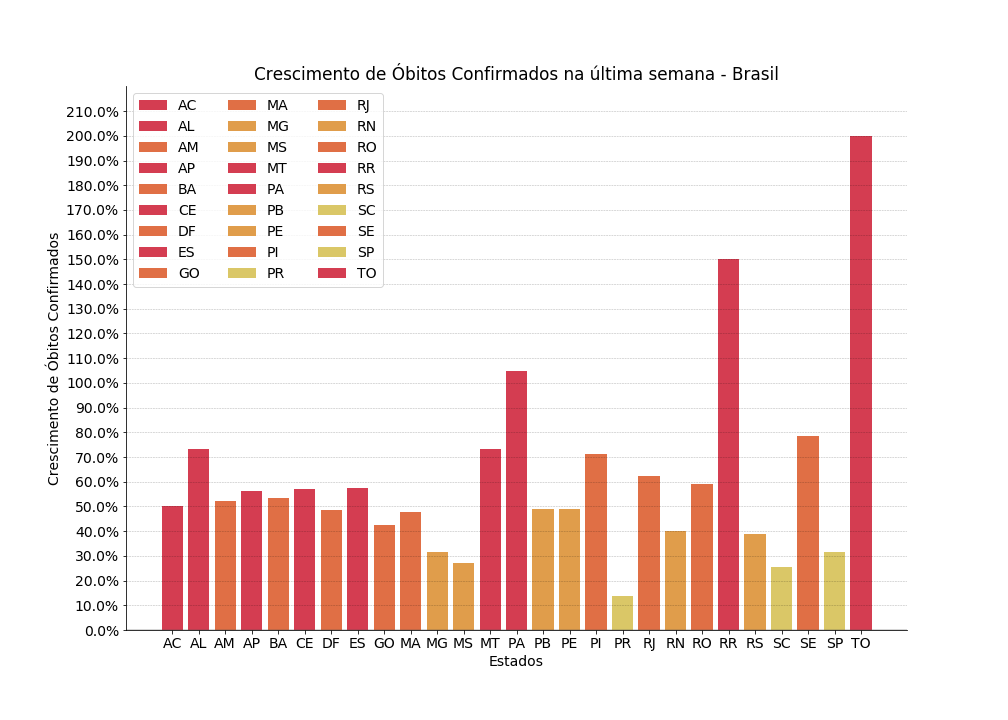 Crescimento de Óbitos Confirmados na última semana - Brasil
Crescimento de Óbitos Confirmados
210.0%
200.0%
190.0%
180.0%
170.0%
160.0%
150.0%
140.0%
130.0%
120.0%
110.0%
100.0%
90.0%
80.0%
70.0%
60.0%
50.0%
40.0%
30.0%
20.0%
10.0%
0.0%
AC MA RJ
AL MG RN
AM MS RO
AP MT RR
BA PA RS
CE PB SC
DF PE SE
ES PI SP
GO PR TO
AC AL AM AP BA CE DF ES GO MA MG MS MT PA PB PE PI PR RJ RN RO RR RS SC SE SP TO
Estados